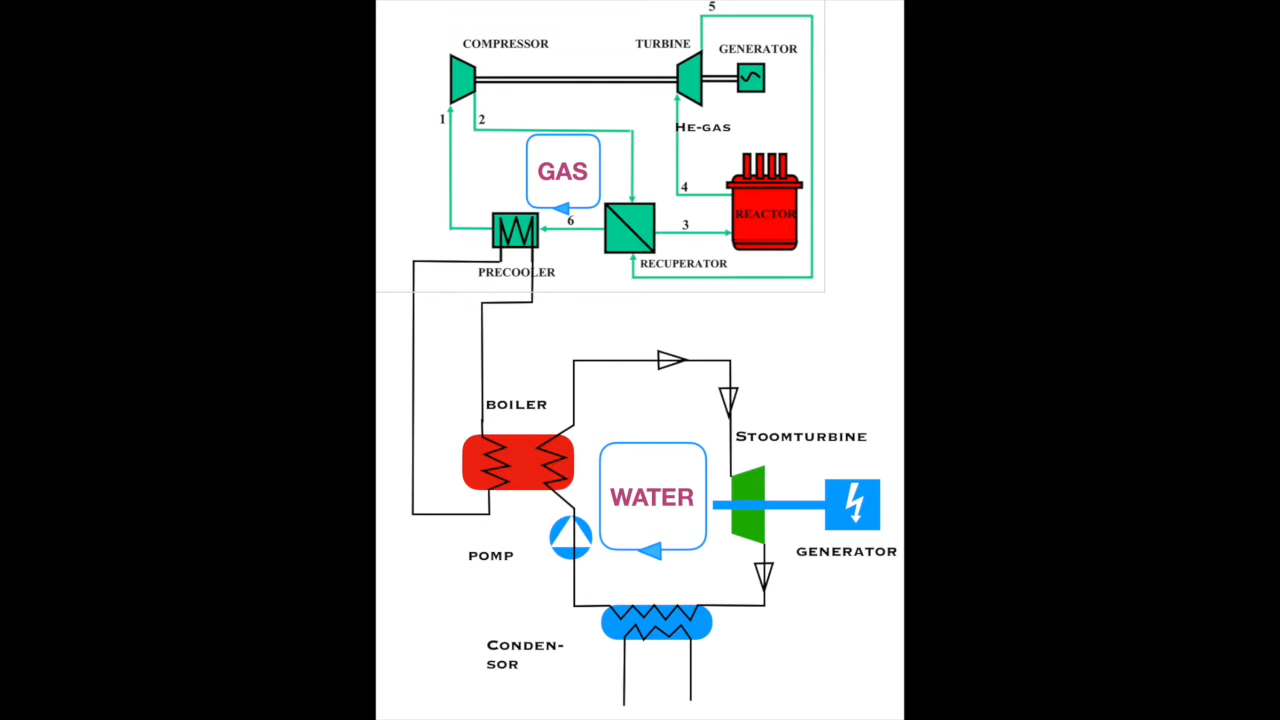 5
COMPRESSOR
TURBINE
GENERATOR
1
2
He-gas
GAS
4
REACTOR
6
3
PRECOOLER
RECUPERATOR
BOILER
Stoomturbine
WATER
POMP
GENERATOR
Conden-
sor